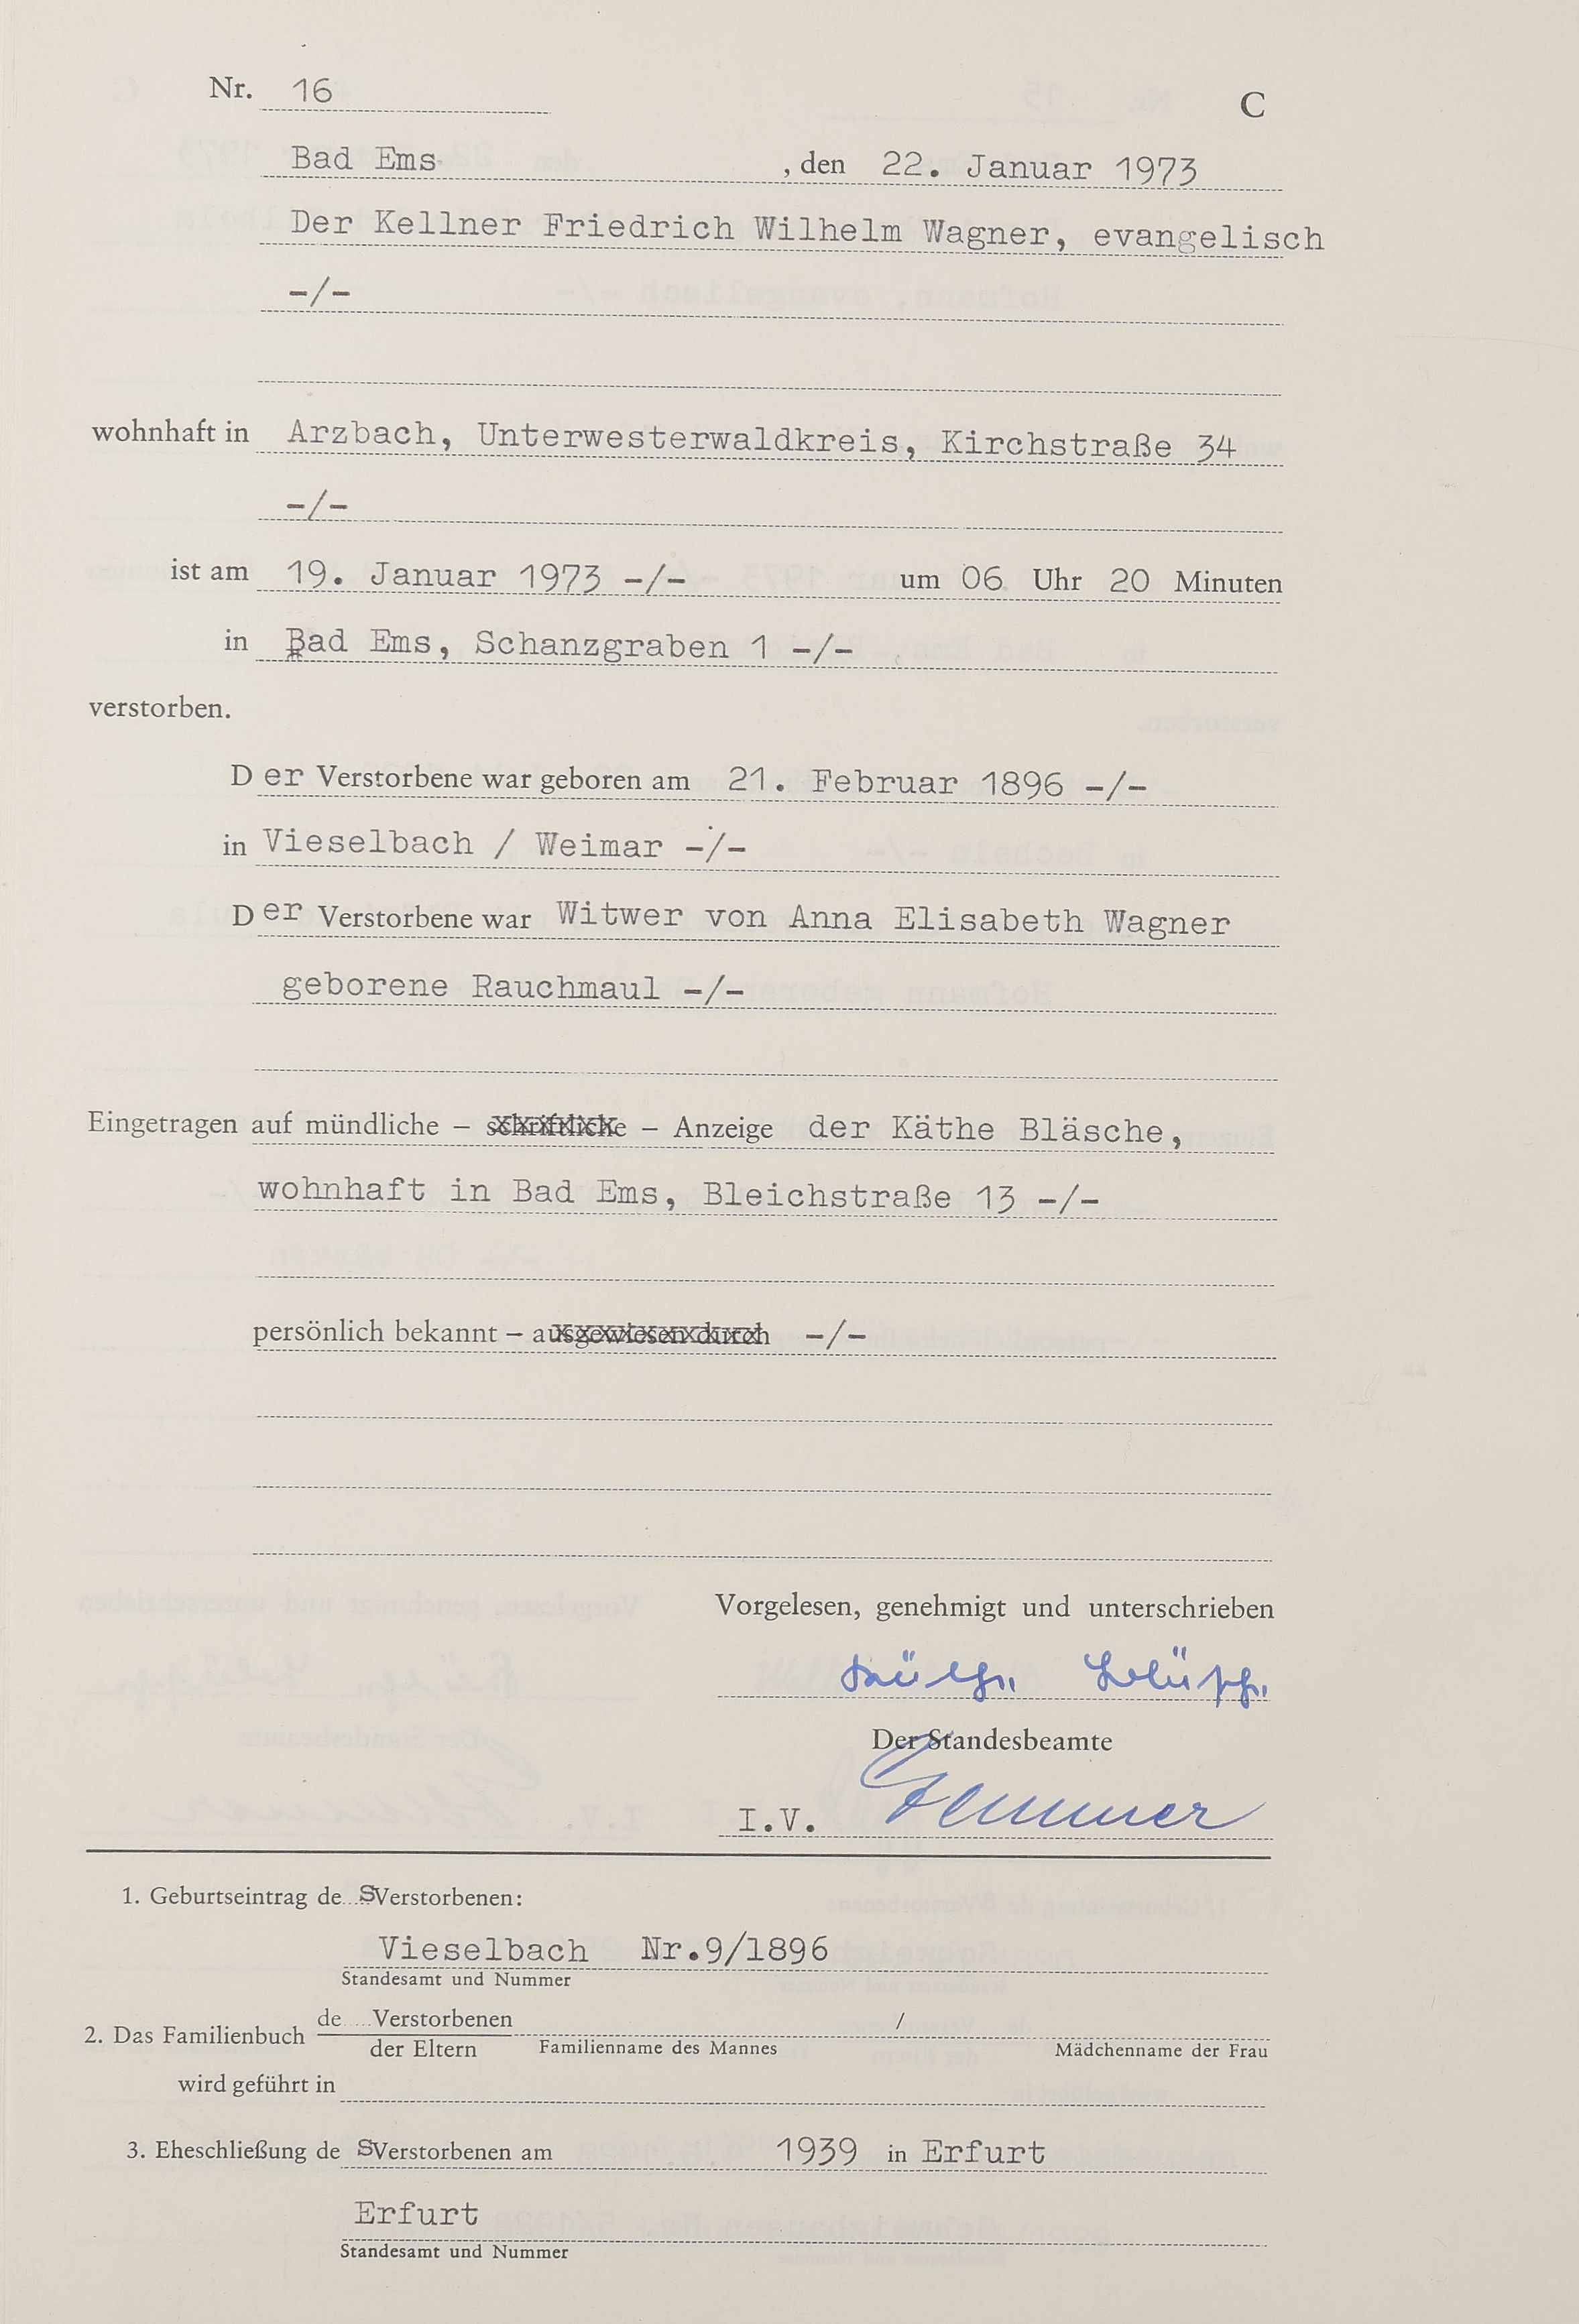 Nr. 16
C
Bad Ems , den 22. Januar 1973
Der Kellner Friedrich Wilhelm Wagner, evangelisch
-/-
wohnhaft in Arzbach, Unterwesterwaldkreis, Kirchstraße 34
-/-
ist am 19. Januar 1973 -/- um 06 Uhr 20 Minuten
in Bad Ems, Schanzgraben 1 -/-
verstorben.
Der Verstorbene war geboren am 21. Februar 1896 -/-
in Vieselbach / Weimar -/-
Der Verstorbene war Witwer von Anna Elisabeth Wagner
geborene Rauchmaul -/-
Eingetragen auf mündliche – schriftliche – Anzeige der Käthe Bläsche,
wohnhaft in Bad Ems, Bleichstraße 13 -/-
persönlich bekannt – ausgewiesen durch -/-
Vorgelesen, genehmigt und unterschrieben
Der Standesbeamte
I.V.
1. Geburtseintrag des Verstorbenen:
Vieselbach Nr.9/1896
Standesamt und Nummer
2. Das Familienbuch de Verstorbenen /
der Eltern Familienname des Mannes Mädchenname der Frau
wird geführt in
3. Eheschließung des Verstorbenen am 1939 in Erfurt
Erfurt
Standesamt und Nummer